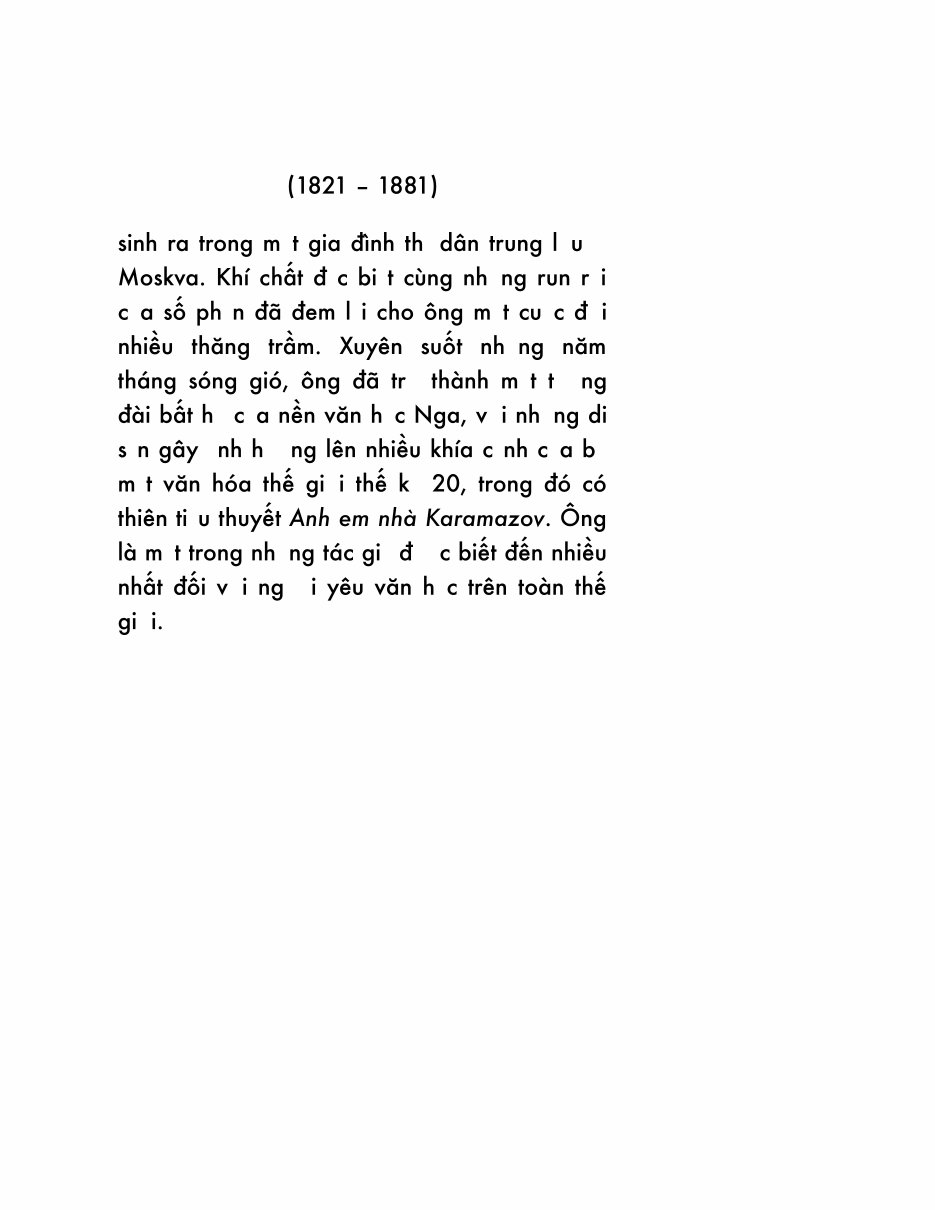 (1821 – 1881)
sinh ra trong m t gia đình th dân trung l u
Moskva. Khí chất đ c bi t cùng nh ng run r i
c a số ph n đã đem l i cho ông m t cu c đ i
nhiều thăng trầm. Xuyên suốt nh ng năm
tháng sóng gió, ông đã tr thành m t t ng
đài bất h c a nền văn h c Nga, v i nh ng di
s n gây nh h ng lên nhiều khía c nh c a b
m t văn hóa thế gi i thế k 20, trong đó có
thiên ti u thuyết Anh em nhà Karamazov. Ông
là m t trong nh ng tác gi đ c biết đến nhiều
nhất đối v i ng i yêu văn h c trên toàn thế
gi i.